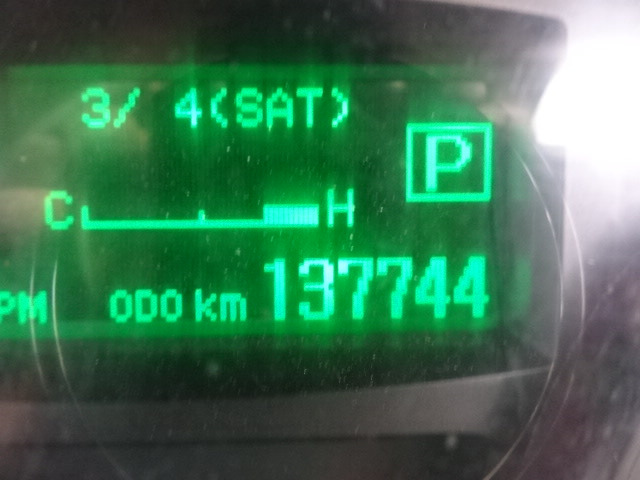 3/ 4(SAT)
P
C H
PM ODO km 137744